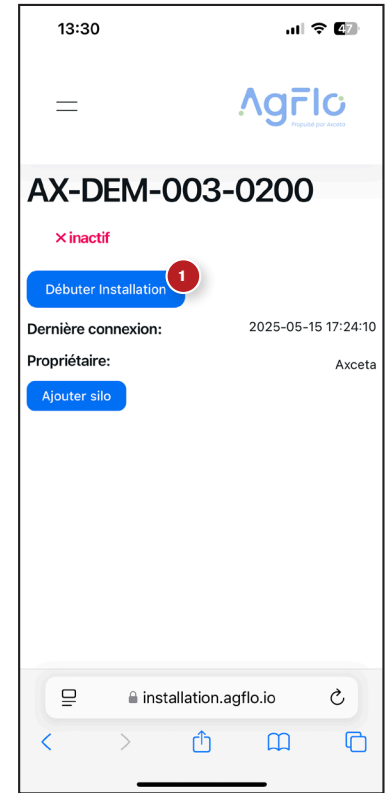 13:30
47
AgFlo
Propulsé par Axceta
AX-DEM-003-0200
× inactif
1
Débuter Installation
Dernière connexion: 2025-05-15 17:24:10
Propriétaire: Axceta
Ajouter silo
installation.agflo.io